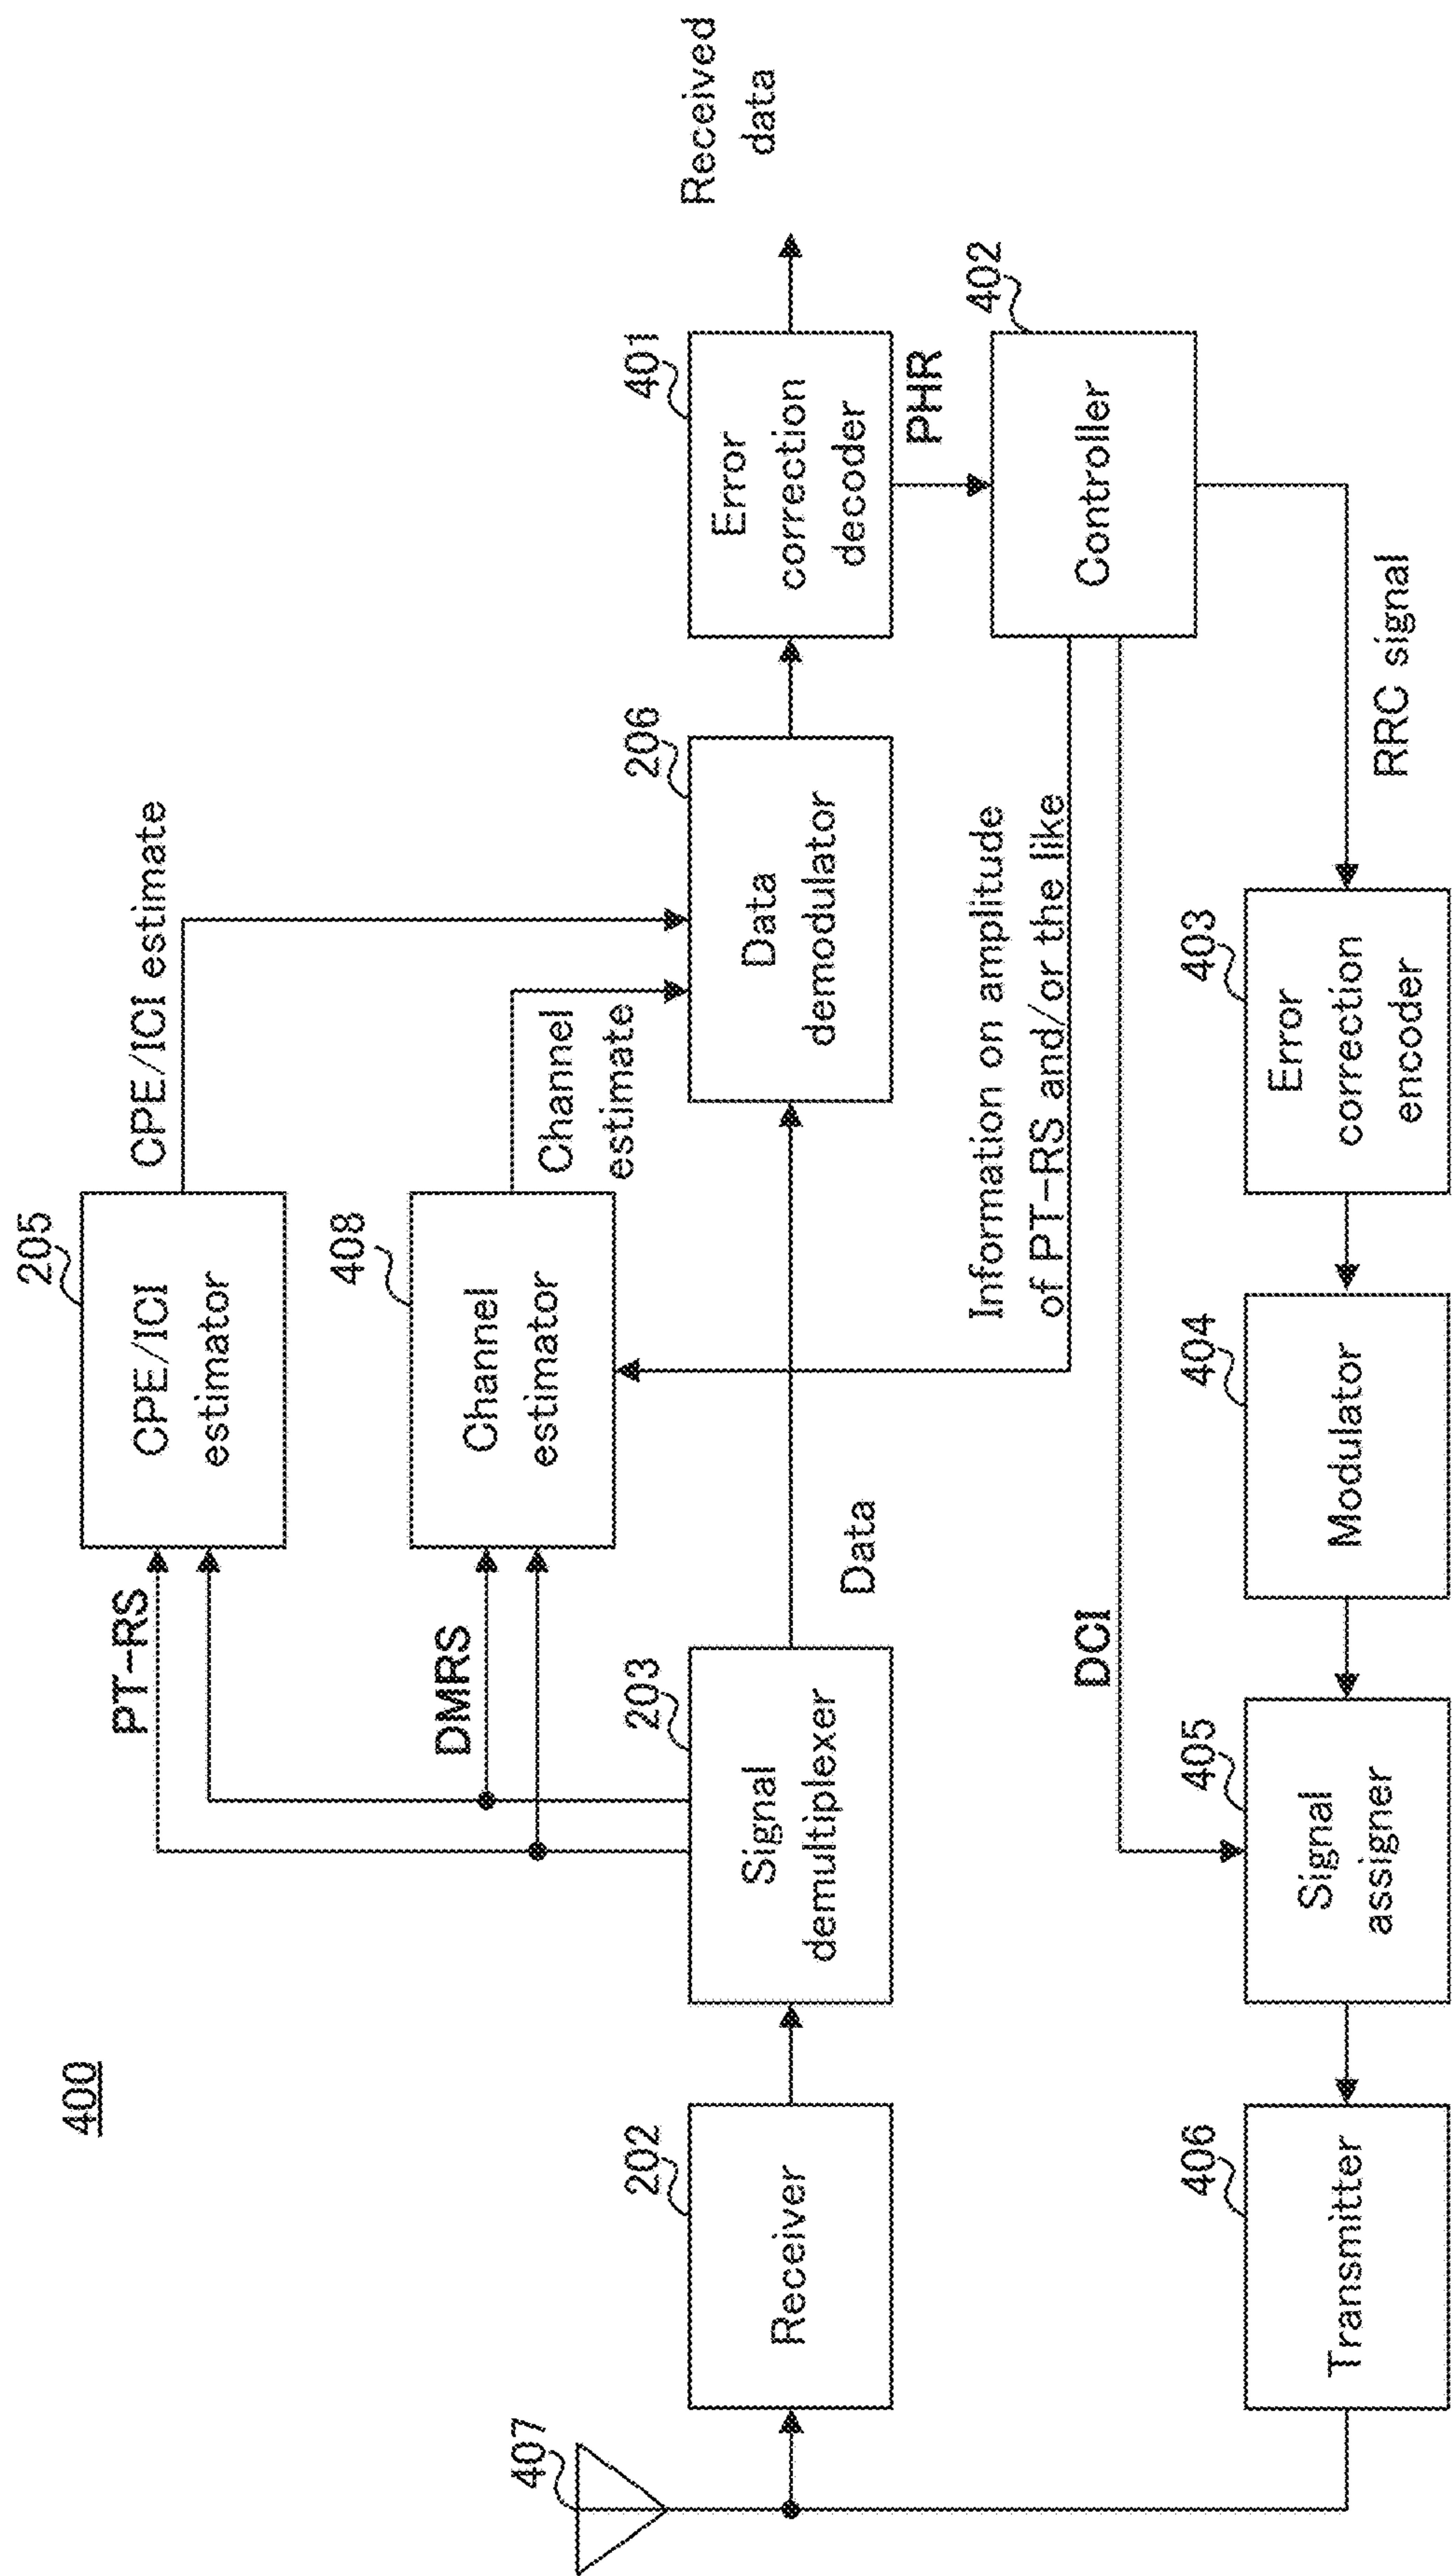 400
205
CPE/ICI
estimator
CPE/ICI estimate
PT-RS
408
Channel
estimator
Channel
estimate
DMRS
407
202
Receiver
203
Signal
demultiplexer
Data
206
Data
demodulator
401
Error
correction
decoder
Received
data
PHR
402
Controller
Information on amplitude
of PT-RS and/or the like
DCI
RRC signal
406
Transmitter
405
Signal
assigner
404
Modulator
403
Error
correction
encoder